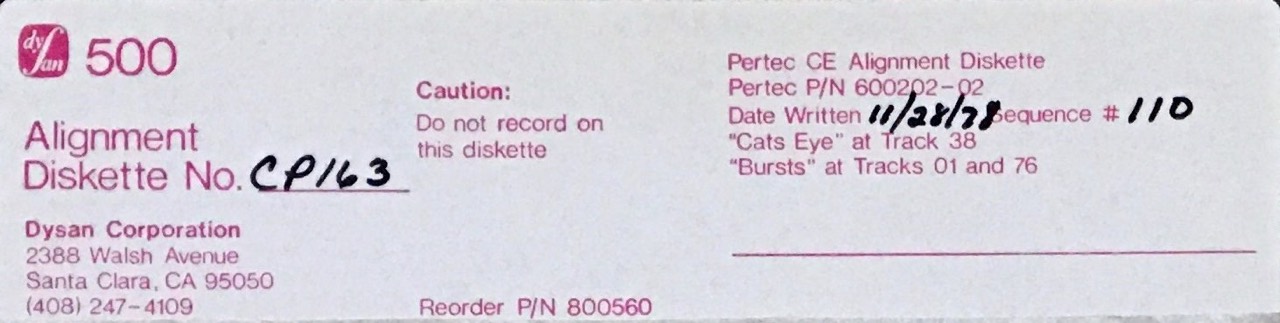 dy
san
500
Alignment
Diskette No. CP163
Dysan Corporation
2388 Walsh Avenue
Santa Clara, CA 95050
(408) 247-4109
Caution:
Do not record on
this diskette
Reorder P/N 800560
Pertec CE Alignment Diskette
Pertec P/N 600202-02
Date Written 11/28/78 Sequence # 110
"Cats Eye" at Track 38
"Bursts" at Tracks 01 and 76